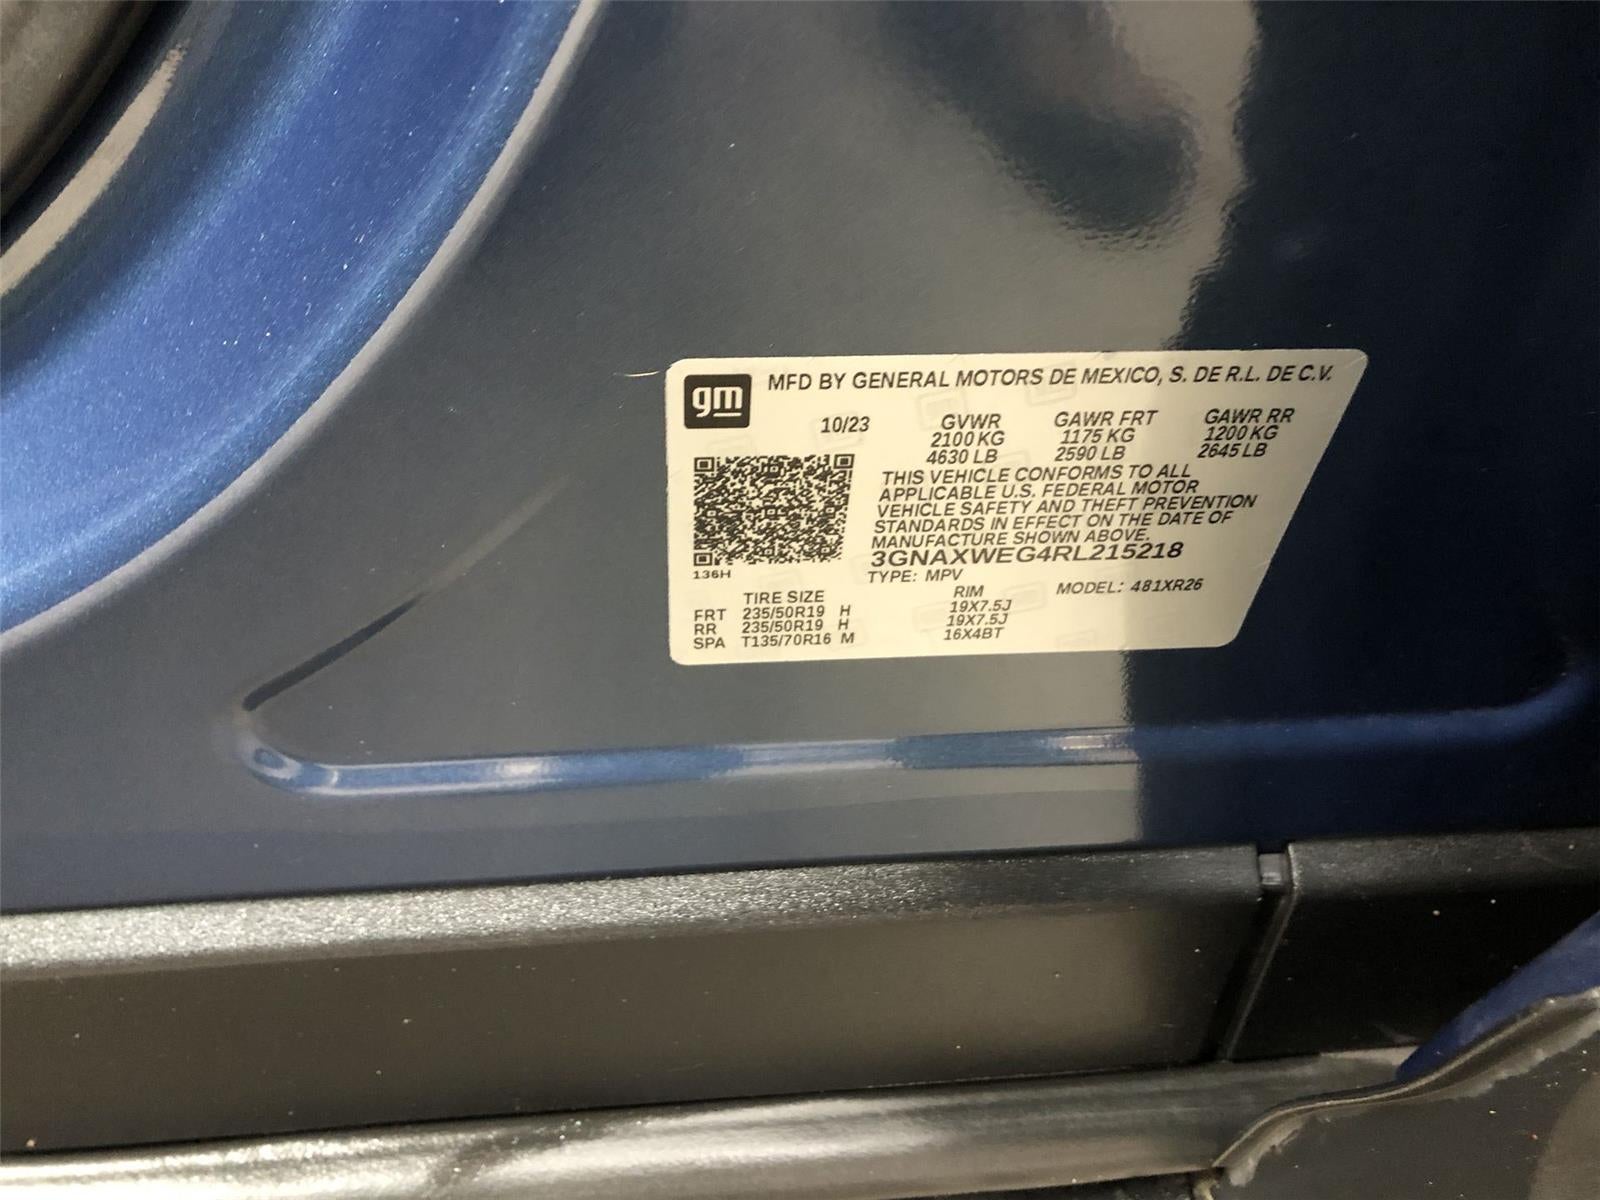 gm MFD BY GENERAL MOTORS DE MEXICO, S. DE R.L. DE C.V.
10/23 GVWR GAWR FRT GAWR RR
2100 KG 1175 KG 1200 KG
4630 LB 2590 LB 2645 LB
THIS VEHICLE CONFORMS TO ALL
APPLICABLE U.S. FEDERAL MOTOR
VEHICLE SAFETY AND THEFT PREVENTION
STANDARDS IN EFFECT ON THE DATE OF
MANUFACTURE SHOWN ABOVE.
3GNAXWEG4RL215218
136H TYPE: MPV MODEL: 481XR26
TIRE SIZE RIM
FRT 235/50R19 H 19X7.5J
RR 235/50R19 H 19X7.5J
SPA T135/70R16 M 16X4BT